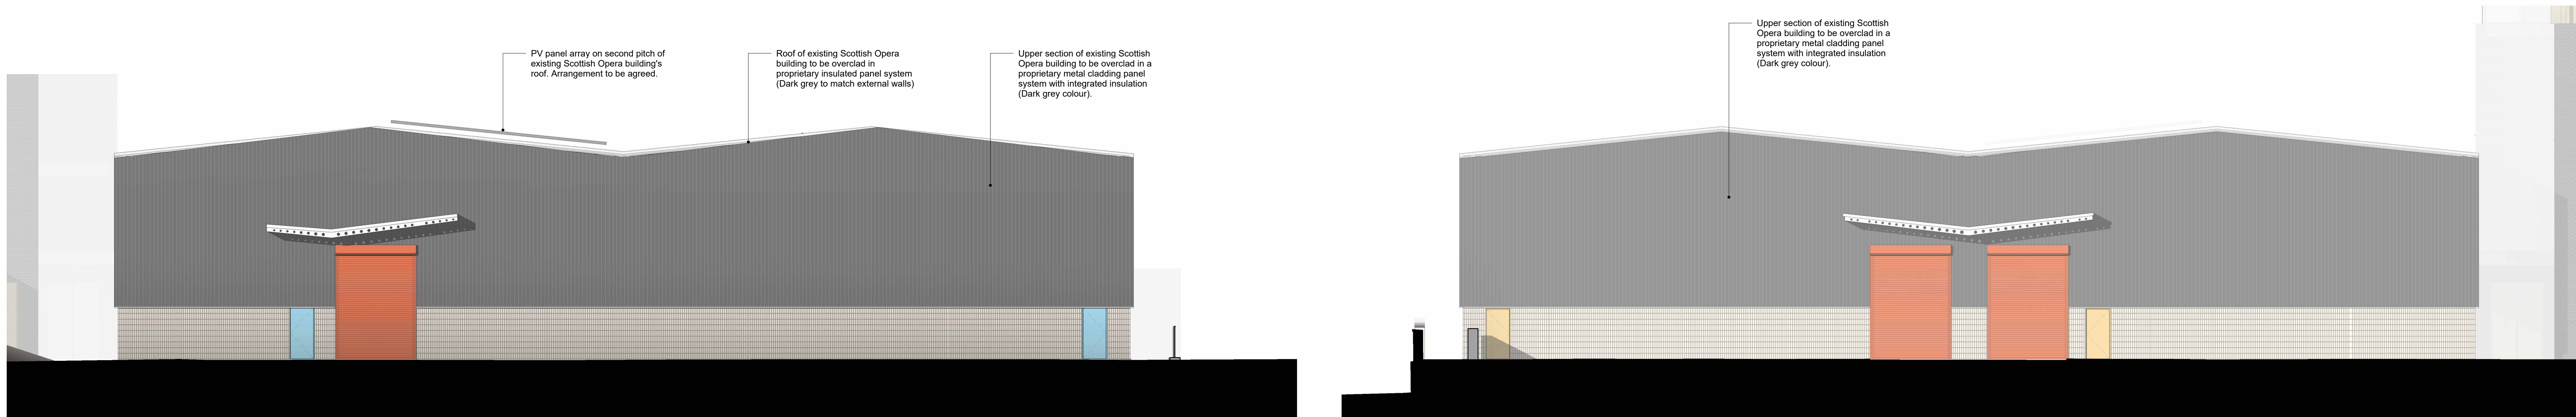 PV panel array on second pitch of
existing Scottish Opera building's
roof. Arrangement to be agreed.
Roof of existing Scottish Opera
building to be overclad in
proprietary insulated panel system
(Dark grey to match external walls)
Upper section of existing Scottish
Opera building to be overclad in a
proprietary metal cladding panel
system with integrated insulation
(Dark grey colour).
Upper section of existing Scottish
Opera building to be overclad in a
proprietary metal cladding panel
system with integrated insulation
(Dark grey colour).